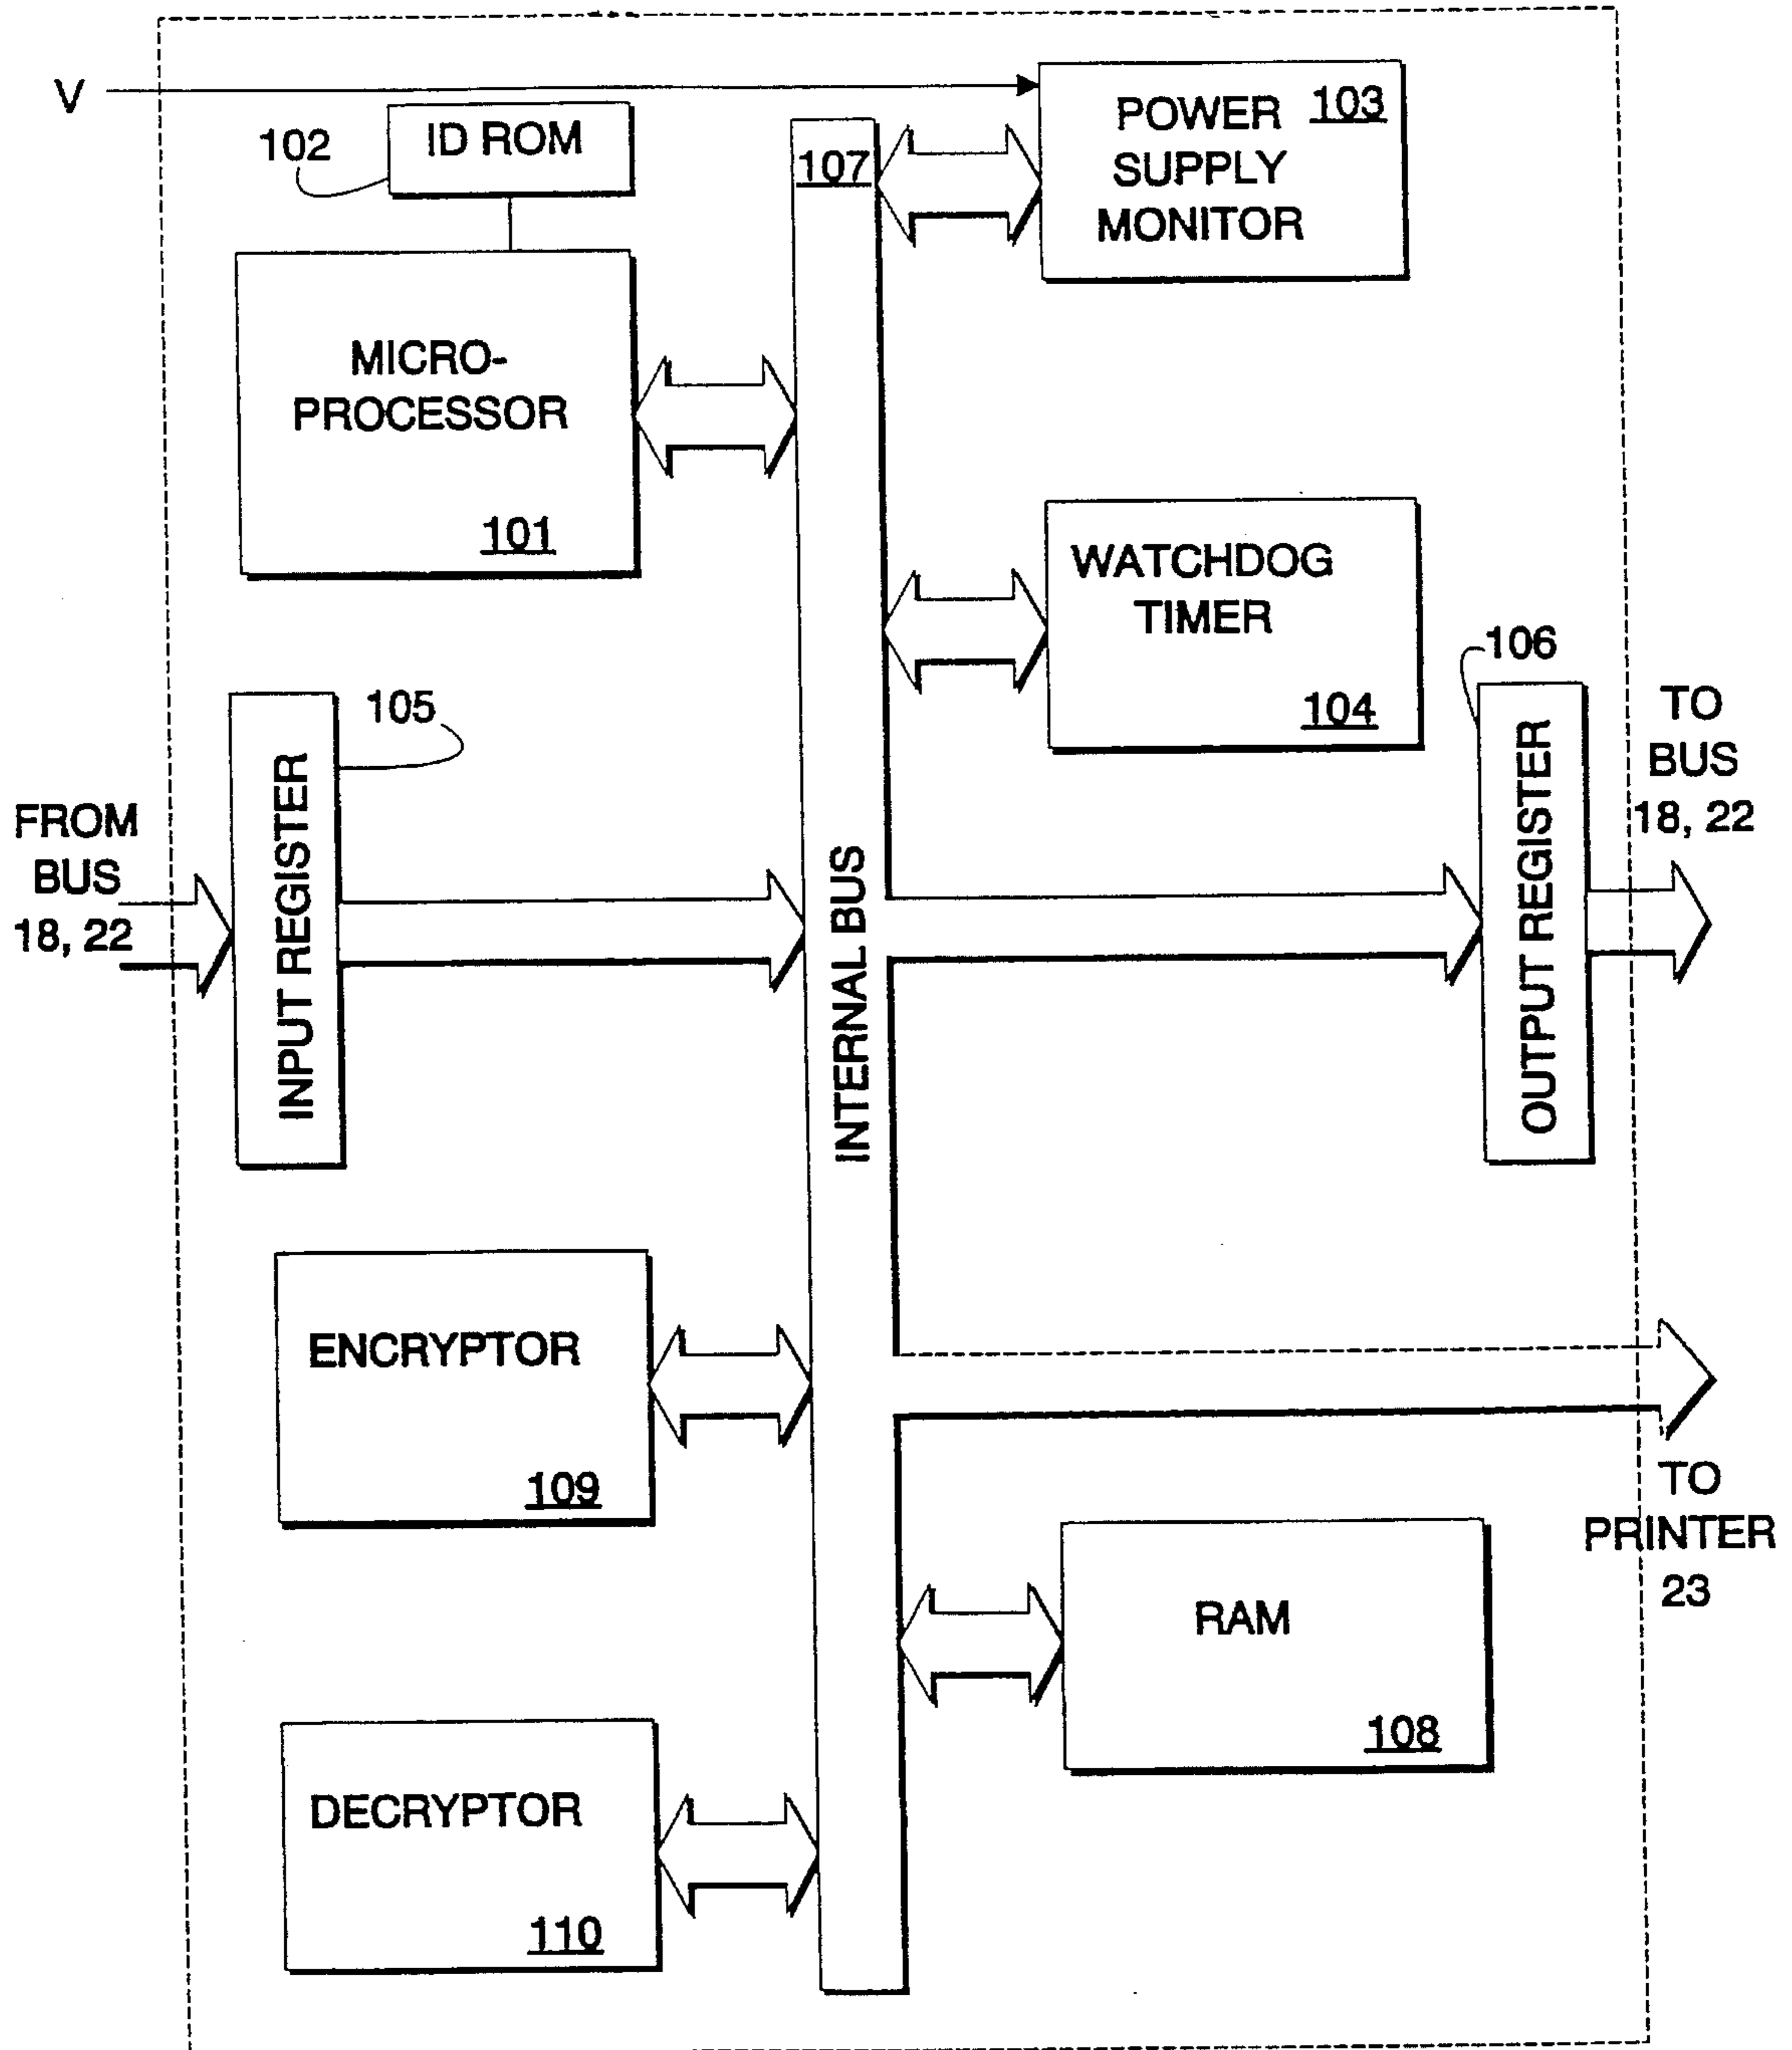 V
102
ID ROM
107
POWER 103
SUPPLY
MONITOR
MICRO-
PROCESSOR
101
WATCHDOG
TIMER
104
105
106
FROM
BUS
18, 22
INPUT REGISTER
INTERNAL BUS
OUTPUT REGISTER
TO
BUS
18, 22
ENCRYPTOR
109
TO
PRINTER
23
RAM
108
DECRYPTOR
110